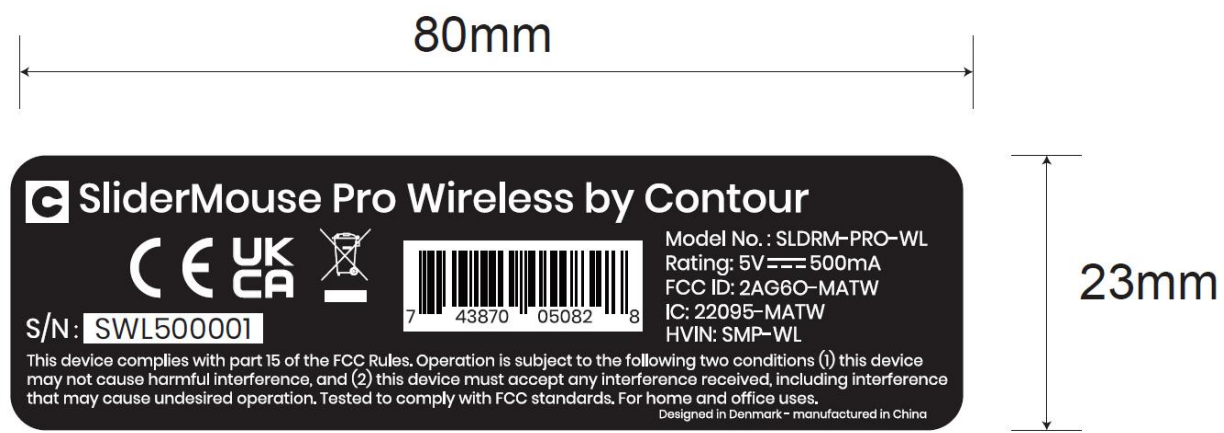 80mm
C SliderMouse Pro Wireless by Contour
CE UK CA
Model No. : SLDRM-PRO-WL
Rating: 5V 500mA
FCC ID: 2AG6O-MATW
IC: 22095-MATW
HVIN: SMP-WL
7 43870 05082 8
S/N: SWL500001
23mm
This device complies with part 15 of the FCC Rules. Operation is subject to the following two conditions (1) this device
may not cause harmful interference, and (2) this device must accept any interference received, including interference
that may cause undesired operation. Tested to comply with FCC standards. For home and office uses.
Designed in Denmark - manufactured in China